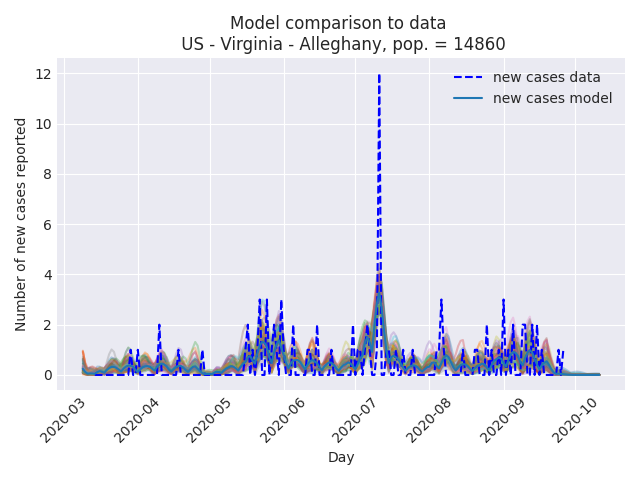 Model comparison to data
US - Virginia - Alleghany, pop. = 14860
new cases data
new cases model
Number of new cases reported
12
10
8
6
4
2
0
2020-03
2020-04
2020-05
2020-06
2020-07
2020-08
2020-09
2020-10
Day